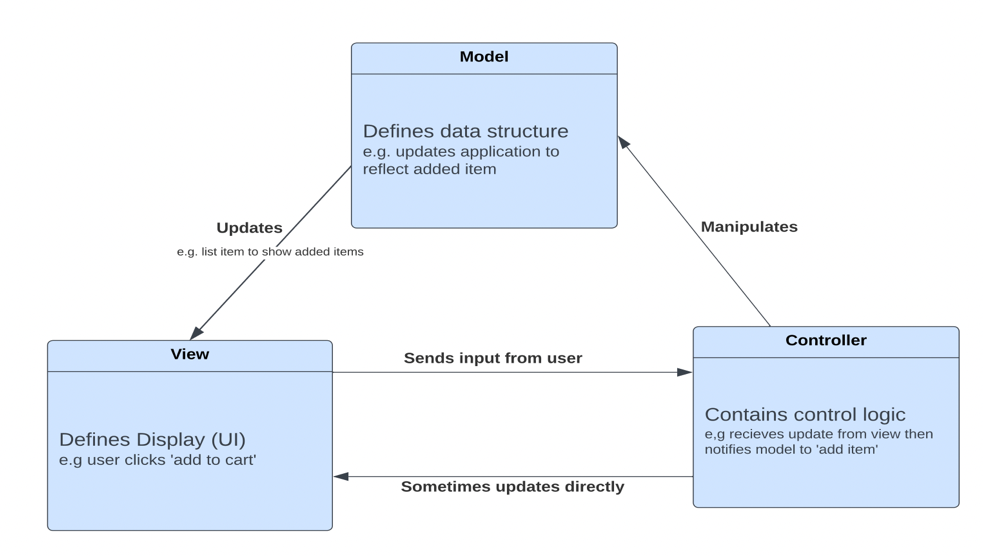 Model
Defines data structure
e.g. updates application to
reflect added item
Updates
e.g. list item to show added items
Manipulates
View
Defines Display (UI)
e.g user clicks 'add to cart'
Sends input from user
Sometimes updates directly
Controller
Contains control logic
e,g recieves update from view then
notifies model to 'add item'